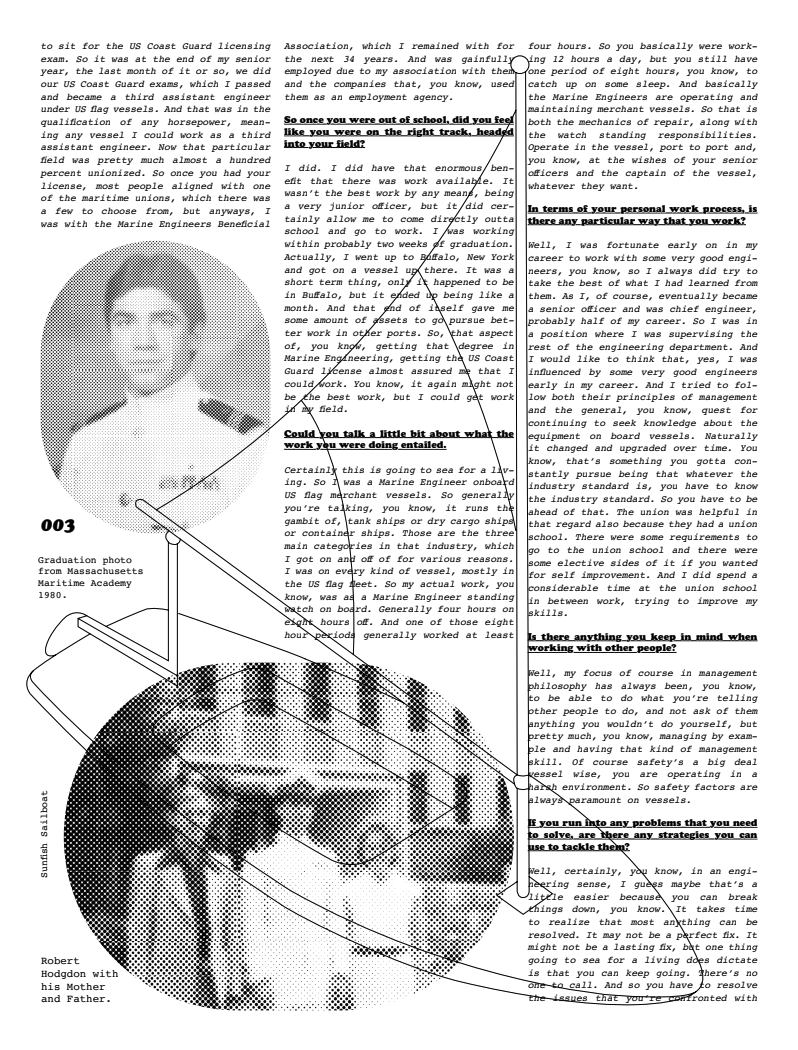 to sit for the US Coast Guard licensing
exam. So it was at the end of my senior
year, the last month of it or so, we did
our US Coast Guard exams, which I passed
and became a third assistant engineer
under US flag vessels. And that was in the
qualification of any horsepower, mean-
ing any vessel I could work as a third
assistant engineer. Now that particular
field was pretty much almost a hundred
percent unionized. So once you had your
license, most people aligned with one
of the maritime unions, which there was
a few to choose from, but anyways, I
was with the Marine Engineers Beneficial
003
Graduation photo
from Massachusetts
Maritime Academy
1980.
Sunfish Sailboat
Robert
Hodgdon with
his Mother
and Father.
Association, which I remained with for
the next 34 years. And was gainfully
employed due to my association with them
and the companies that, you know, used
them as an employment agency.
So once you were out of school, did you feel
like you were on the right track, headed
into your field?
I did. I did have that enormous ben-
efit that there was work available. It
wasn't the best work by any means, being
a very junior officer, but it did cer-
tainly allow me to come directly outta
school and go to work. I was working
within probably two weeks of graduation.
Actually, I went up to Buffalo, New York
and got on a vessel up there. It was a
short term thing, only it happened to be
in Buffalo, but it ended up being like a
month. And that end of itself gave me
some amount of assets to go pursue bet-
ter work in other ports. So, that aspect
of, you know, getting that degree in
Marine Engineering, getting the US Coast
Guard license almost assured me that I
could work. You know, it again might not
be the best work, but I could get work
in my field.
Could you talk a little bit about what the
work you were doing entailed.
Certainly this is going to sea for a liv-
ing. So I was a Marine Engineer onboard
US flag merchant vessels. So generally
you're talking, you know, it runs the
gambit of, tank ships or dry cargo ships
or container ships. Those are the three
main categories in that industry, which
I got on and off of for various reasons.
I was on every kind of vessel, mostly in
the US flag fleet. So my actual work, you
know, was as a Marine Engineer standing
watch on board. Generally four hours on
eight hours off. And one of those eight
hour periods generally worked at least
four hours. So you basically were work-
ing 12 hours a day, but you still have
one period of eight hours, you know, to
catch up on some sleep. And basically
the Marine Engineers are operating and
maintaining merchant vessels. So that is
both the mechanics of repair, along with
the watch standing responsibilities.
Operate in the vessel, port to port and,
you know, at the wishes of your senior
officers and the captain of the vessel,
whatever they want.
In terms of your personal work process, is
there any particular way that you work?
Well, I was fortunate early on in my
career to work with some very good engi-
neers, you know, so I always did try to
take the best of what I had learned from
them. As I, of course, eventually became
a senior officer and was chief engineer,
probably half of my career. So I was in
a position where I was supervising the
rest of the engineering department. And
I would like to think that, yes, I was
influenced by some very good engineers
early in my career. And I tried to fol-
low both their principles of management
and the general, you know, quest for
continuing to seek knowledge about the
equipment on board vessels. Naturally
it changed and upgraded over time. You
know, that's something you gotta con-
stantly pursue being that whatever the
industry standard is, you have to know
the industry standard. So you have to be
ahead of that. The union was helpful in
that regard also because they had a union
school. There were some requirements to
go to the union school and there were
some elective sides of it if you wanted
for self improvement. And I did spend a
considerable time at the union school
in between work, trying to improve my
skills.
Is there anything you keep in mind when
working with other people?
Well, my focus of course in management
philosophy has always been, you know,
to be able to do what you're telling
other people to do, and not ask of them
anything you wouldn't do yourself, but
pretty much, you know, managing by exam-
ple and having that kind of management
skill. Of course safety's a big deal
vessel wise, you are operating in a
harsh environment. So safety factors are
always paramount on vessels.
If you run into any problems that you need
to solve, are there any strategies you can
use to tackle them?
Well, certainly, you know, in an engi-
neering sense, I guess maybe that's a
little easier because you can break
things down, you know. It takes time
to realize that most anything can be
resolved. It may not be a perfect fix. It
might not be a lasting fix, but one thing
going to sea for a living does dictate
is that you can keep going. There's no
one to call. And so you have to resolve
the issues that you're confronted with